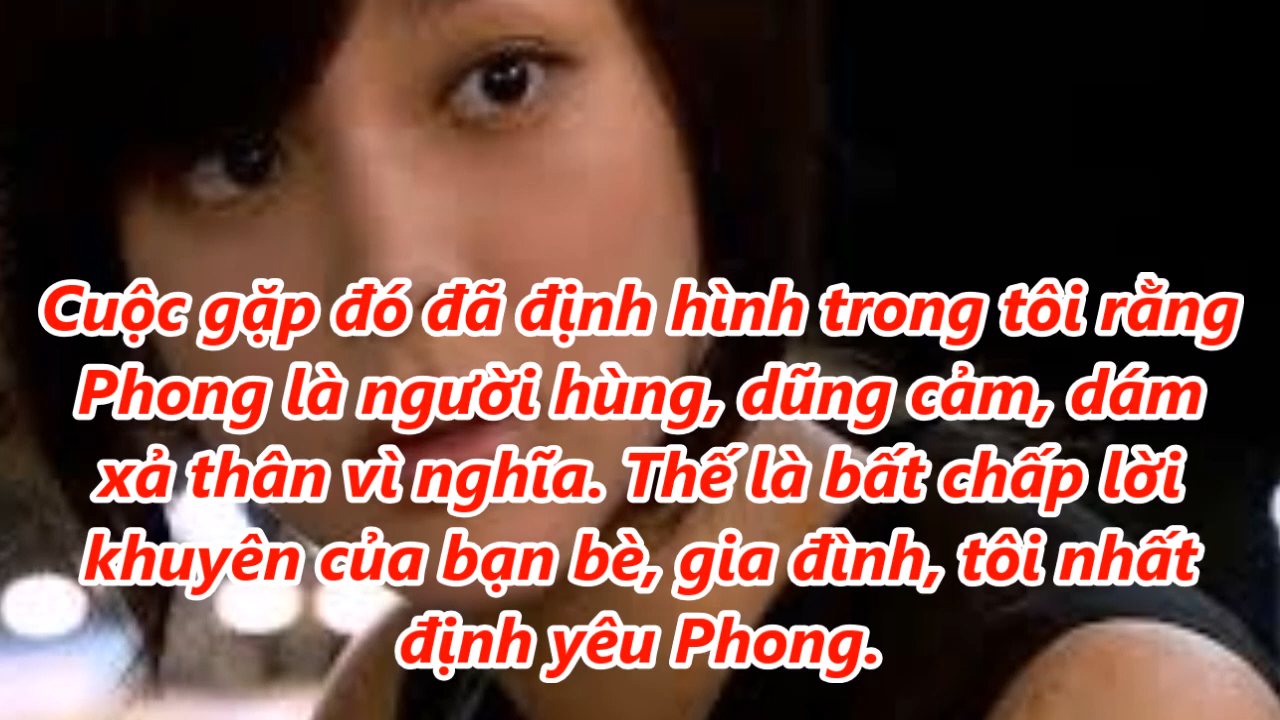 Cuộc gặp đó đã định hình trong tôi rằng
Phong là người hùng, dũng cảm, dám
xả thân vì nghĩa. Thế là bất chấp lời
khuyên của bạn bè, gia đình, tôi nhất
định yêu Phong.